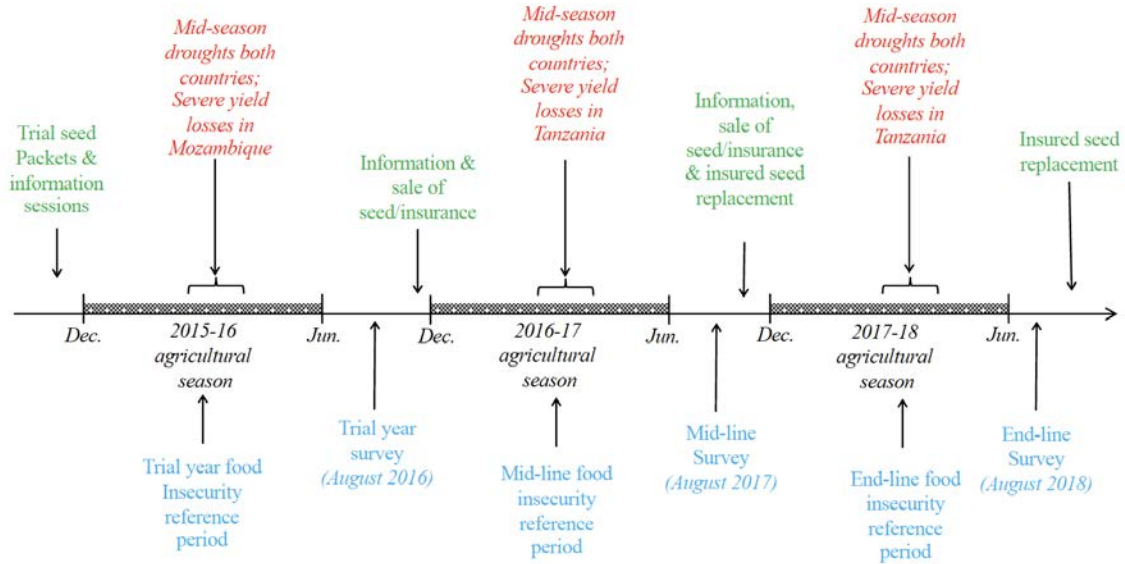 Mid-season
droughts both
countries;
Severe yield
losses in
Mozambique
Mid-season
droughts both
countries;
Severe yield
losses in
Tanzania
Mid-season
droughts both
countries;
Severe yield
losses in
Tanzania
Trial seed
Packets &
information
sessions
Information &
sale of
seed/insurance
Information,
sale of
seed/insurance
& insured seed
replacement
Insured seed
replacement
Dec.
2015-16
agricultural
season
Jun.
Dec.
2016-17
agricultural
season
Jun.
Dec.
2017-18
agricultural
season
Jun.
Trial year food
Insecurity
reference
period
Trial year
survey
(August 2016)
Mid-line food
insecurity
reference
period
Mid-line
Survey
(August 2017)
End-line food
insecurity
reference
period
End-line
Survey
(August 2018)